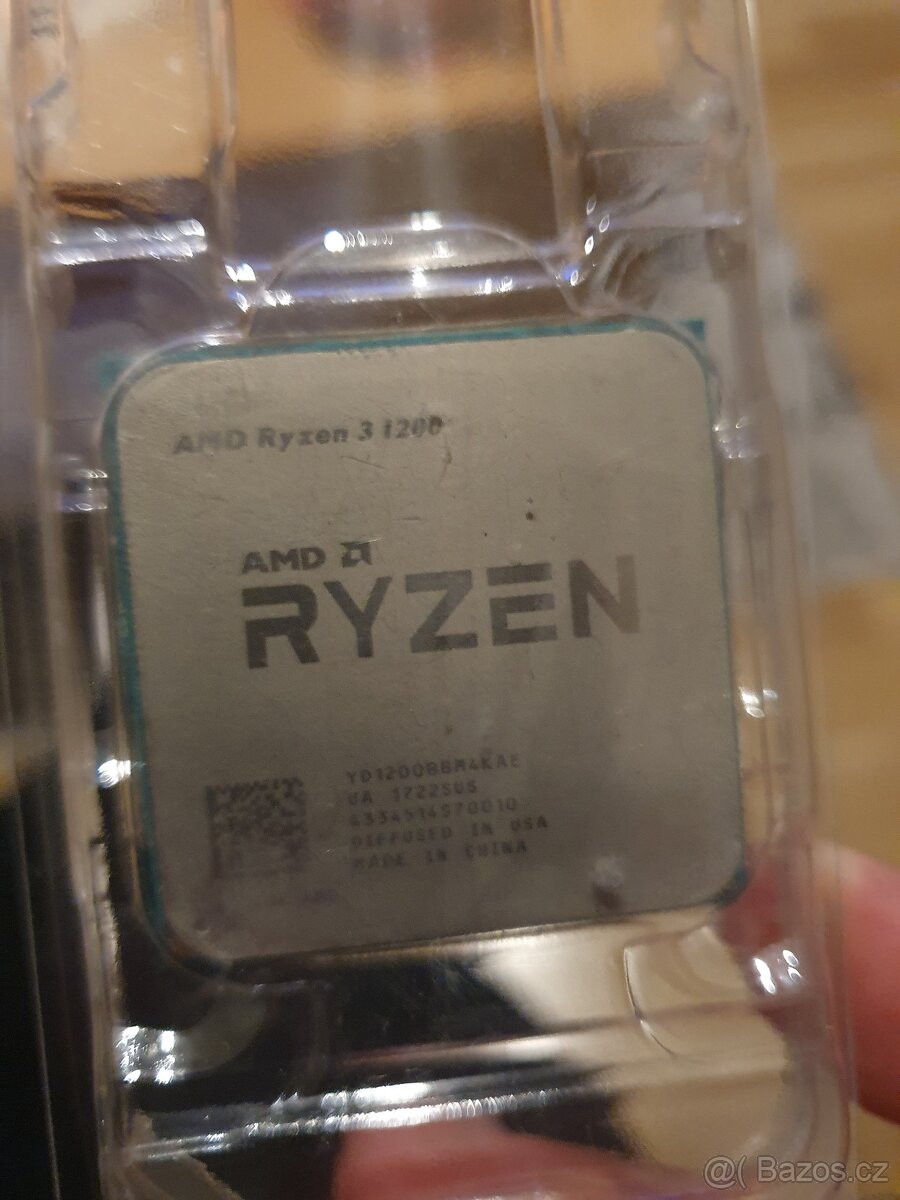 AMD Ryzen 3 1200
AMD
RYZEN
YD1200BBM4KAE
UA 1722SUS
DIFFUSED IN USA
MADE IN CHINA
@( Bazos.cz